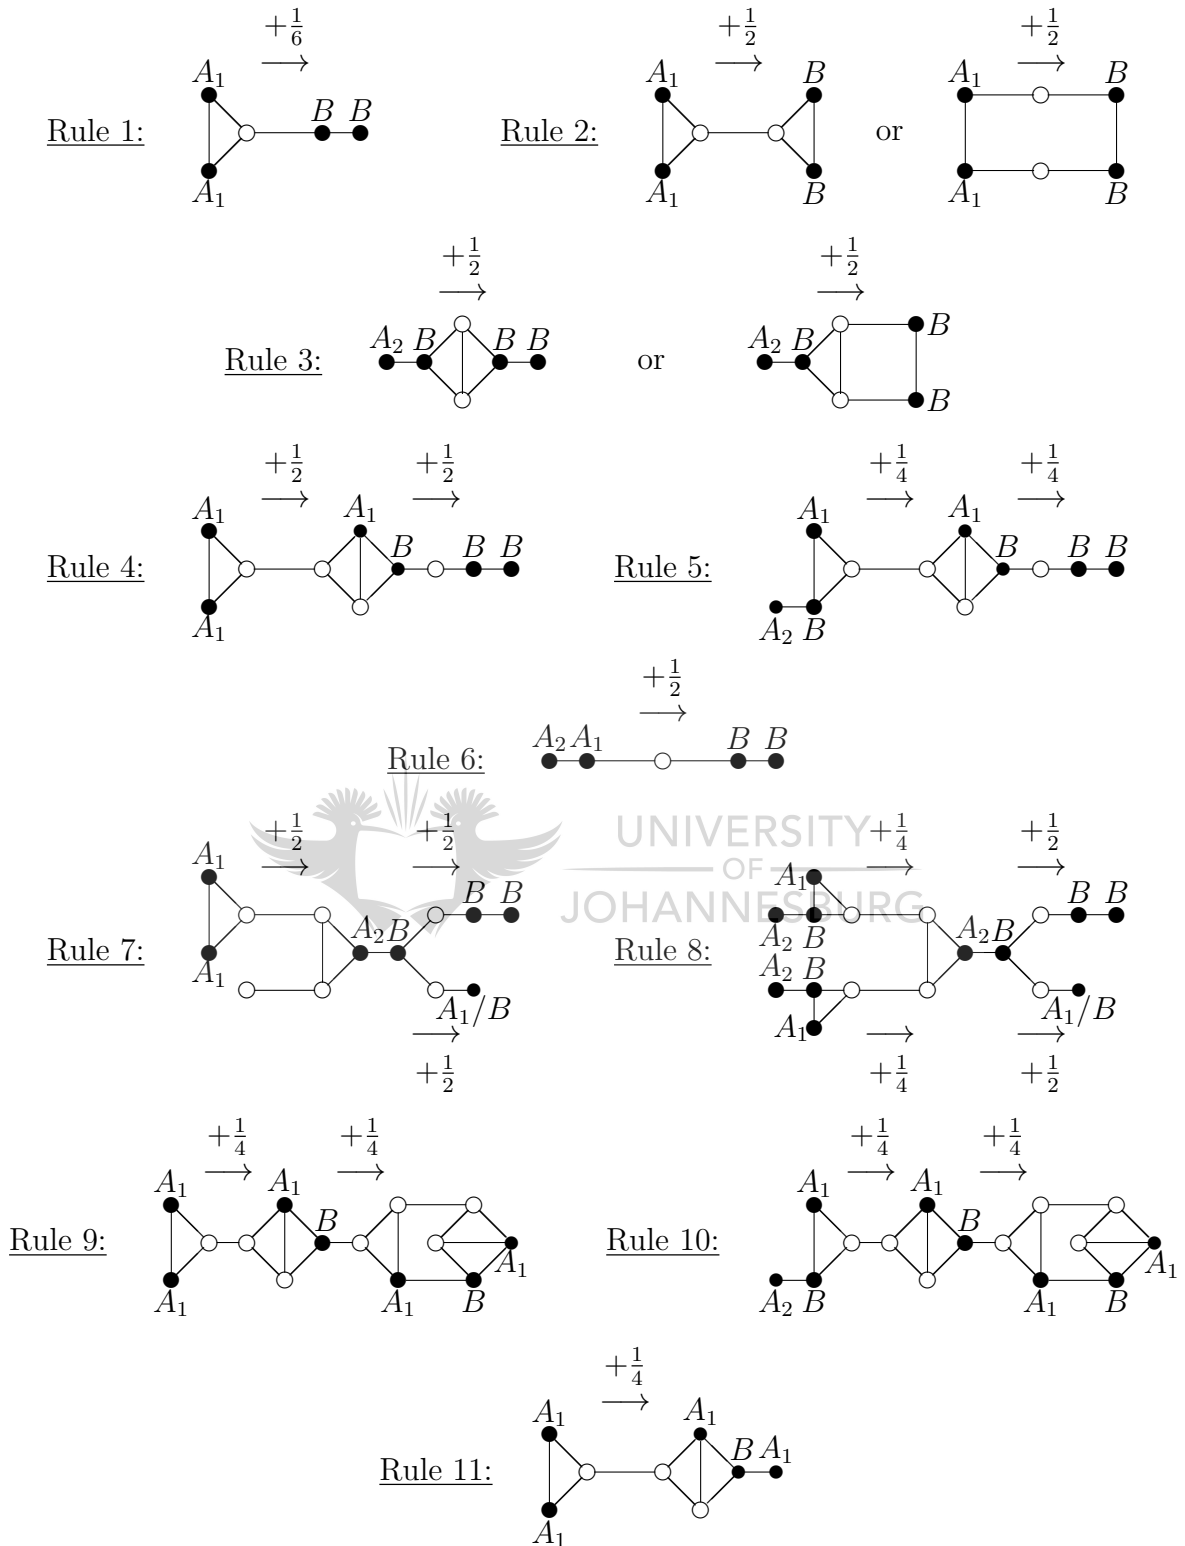 +1/6 +1/2 +1/2
A₁ A₁ B A₁ B
Rule 1: B B Rule 2: or
A₁ A₁ B A₁ B
+1/2 +1/2
Rule 3: A₂ B B B or A₂ B B
B
+1/2 +1/2 +1/4 +1/4
A₁ A₁ A₁ A₁
Rule 4: B B B Rule 5: B B B
A₁ A₂ B
+1/2
Rule 6: A₂ A₁ B B
UNIVERSITY
OF
JOHANNESBURG
+1/2 +1/2 +1/4 +1/2
A₁ B B A₁ B B
Rule 7: A₂ B Rule 8: A₂ B A₂ B
A₁ A₁/B A₂ B A₁ A₁/B
+1/2 +1/4 +1/2
+1/4 +1/4 +1/4 +1/4
A₁ A₁ A₁ A₁
Rule 9: B A₁ Rule 10: B A₁
A₁ A₁ B A₂ B A₁ B
+1/4
A₁ A₁
Rule 11: B A₁
A₁